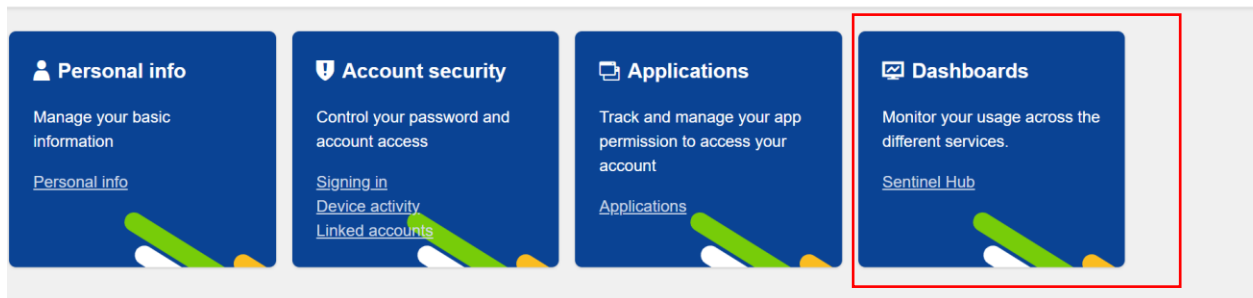 Personal info
Manage your basic
information
Personal info
Account security
Control your password and
account access
Signing in
Device activity
Linked accounts
Applications
Track and manage your app
permission to access your
account
Applications
Dashboards
Monitor your usage across the
different services.
Sentinel Hub